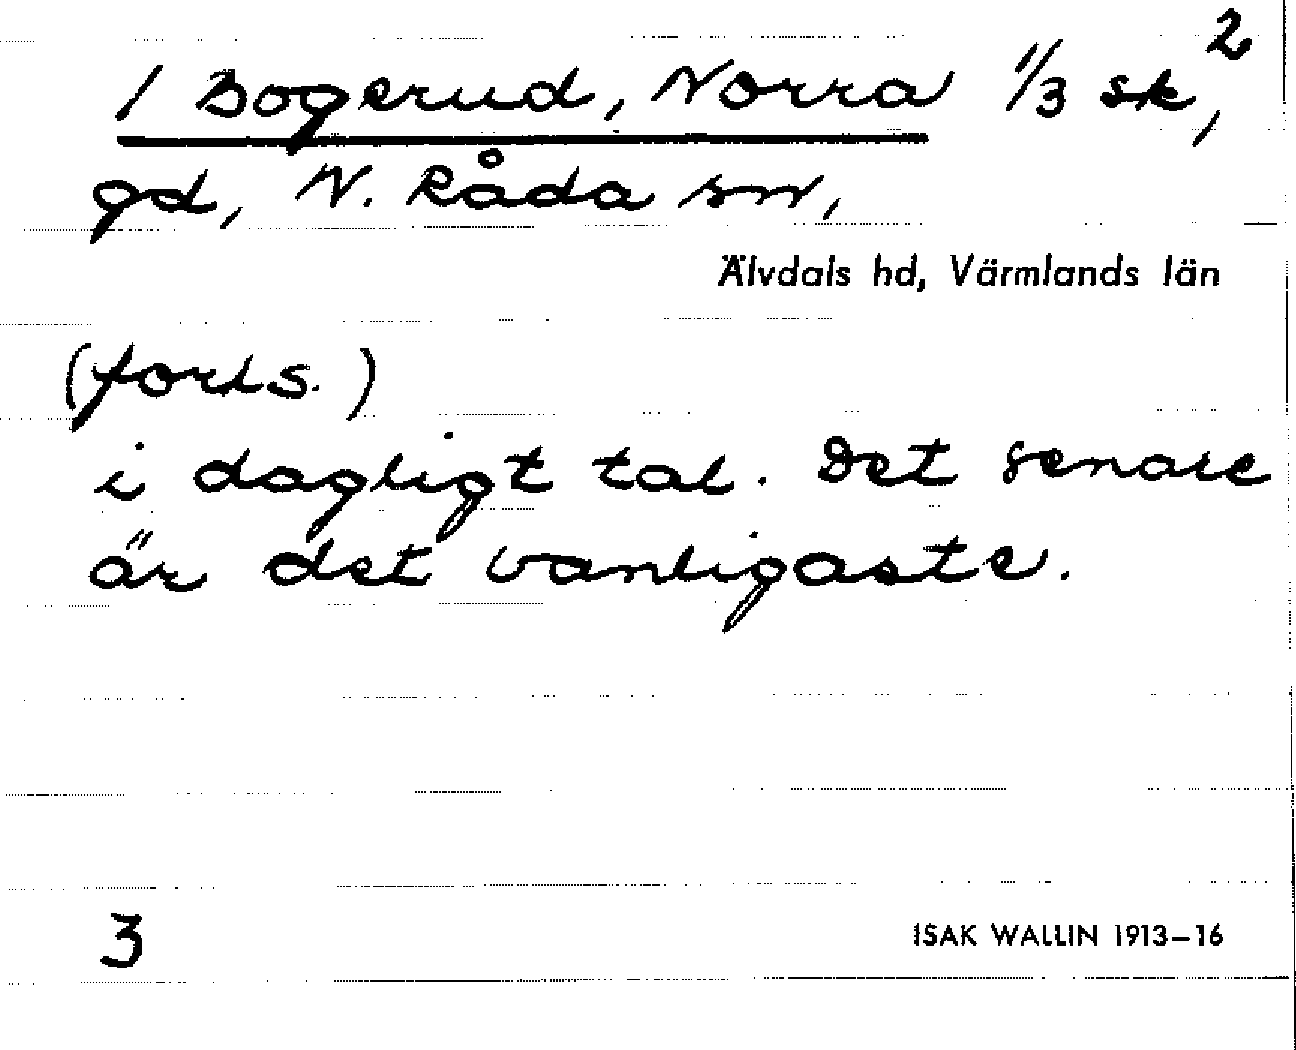 2
1 Bogerud, Norra 1/3 sk,
gd, N. Råda sn,
Älvdals hd, Värmlands län
(forts.)
i dagligt tal. Det senare
är det vanligaste.
3
ISAK WALLIN 1913–16